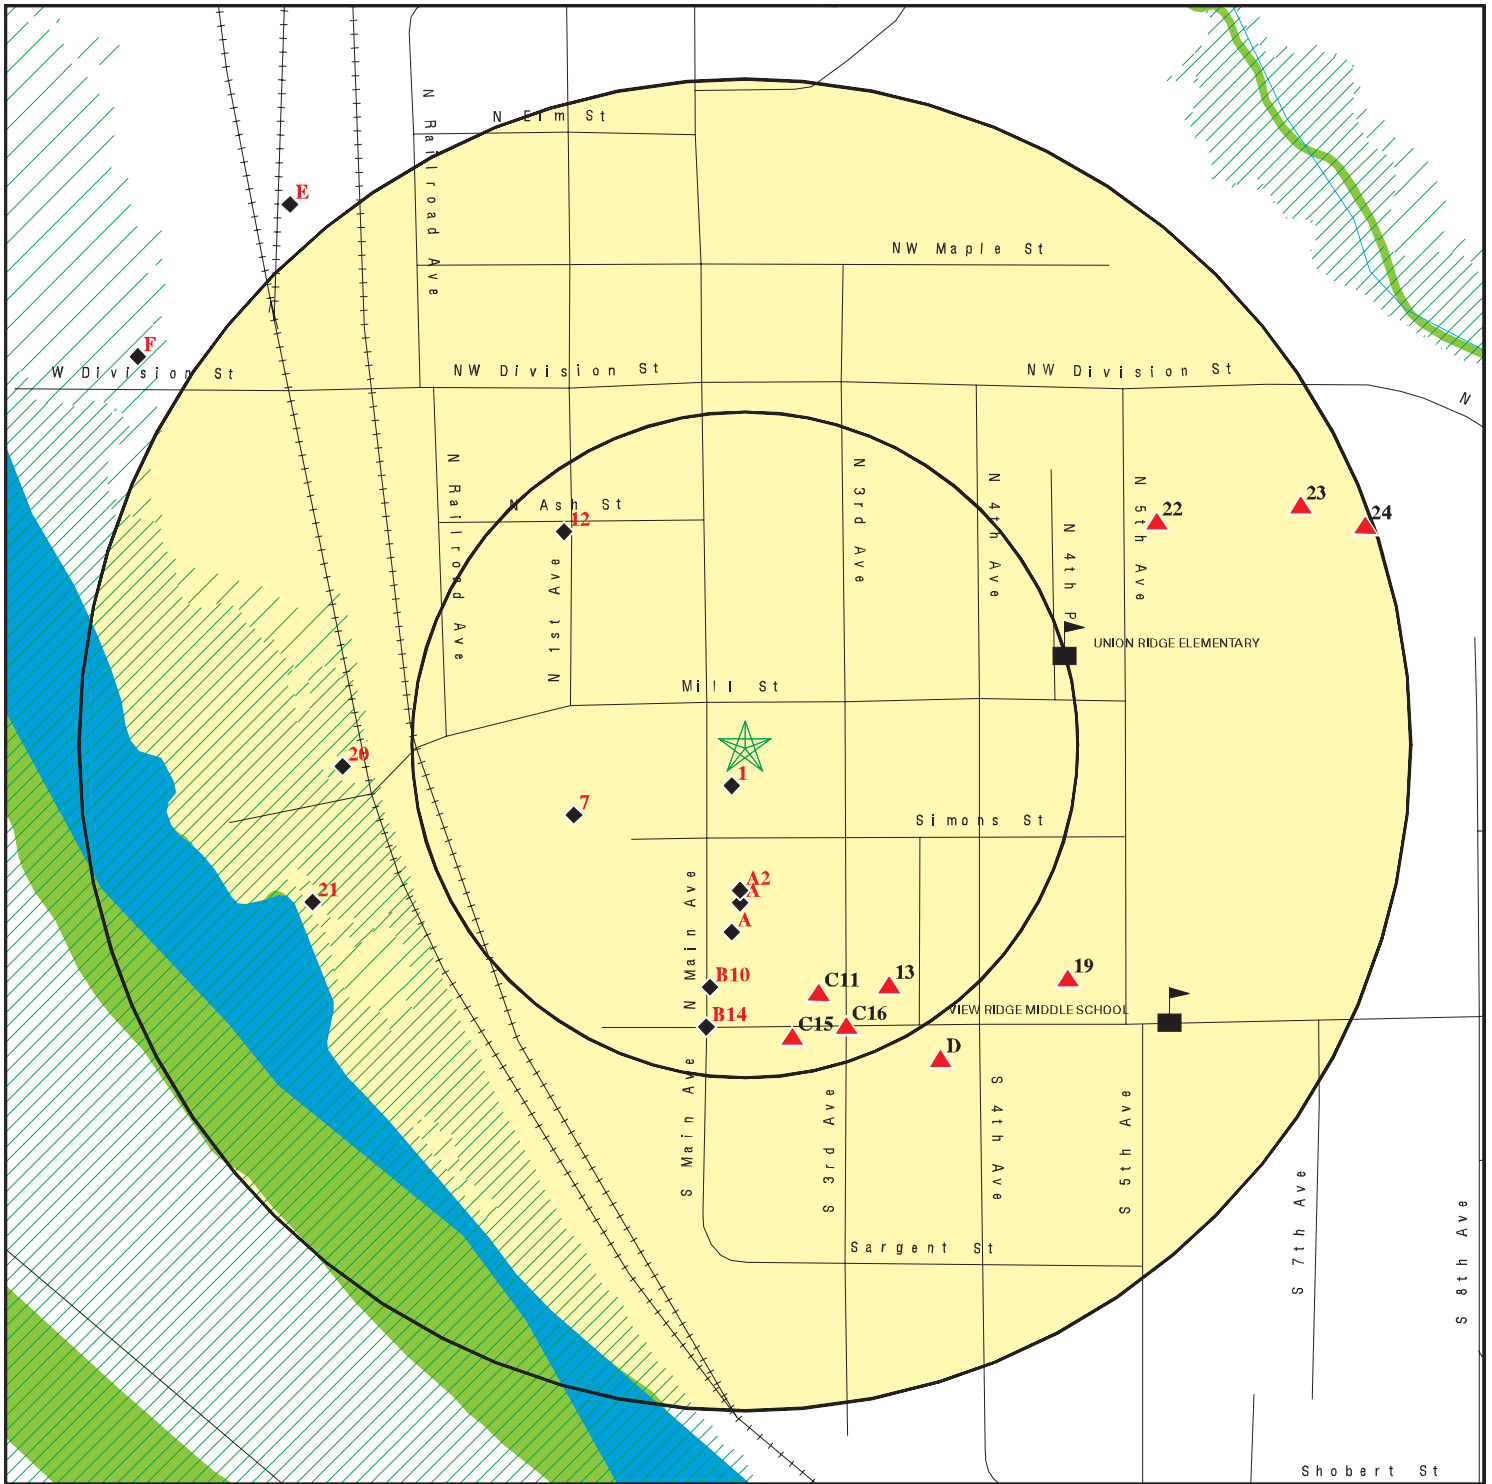 N Elm St
N Railroad Ave
E
NW Maple St
F
W Division St
NW Division St
NW Division St
N
N Railroad Ave
N Ash St
12
N 1st Ave
N 3rd Ave
N 4th Ave
N 4th P
N 5th Ave
22
23
24
UNION RIDGE ELEMENTARY
Mill St
20
1
7
Simons St
21
A2
A
A
N Main Ave
B10
B14
C11
13
19
C15
C16
VIEW RIDGE MIDDLE SCHOOL
D
S Main Ave
S 3rd Ave
S 4th Ave
S 5th Ave
S 7th Ave
S 8th Ave
Sargent St
Shobert St